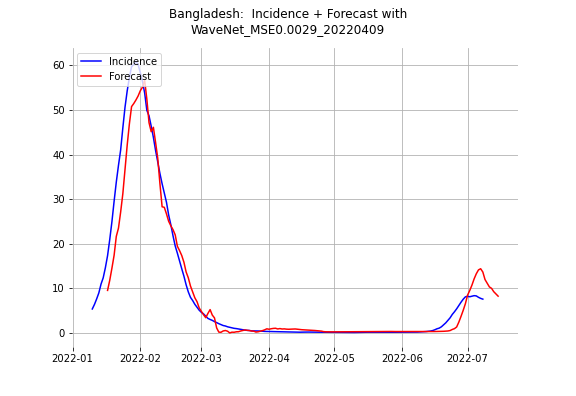 Bangladesh:  Incidence + Forecast with
WaveNet_MSE0.0029_20220409
Incidence
Forecast
60
50
40
30
20
10
0
2022-01 2022-02 2022-03 2022-04 2022-05 2022-06 2022-07